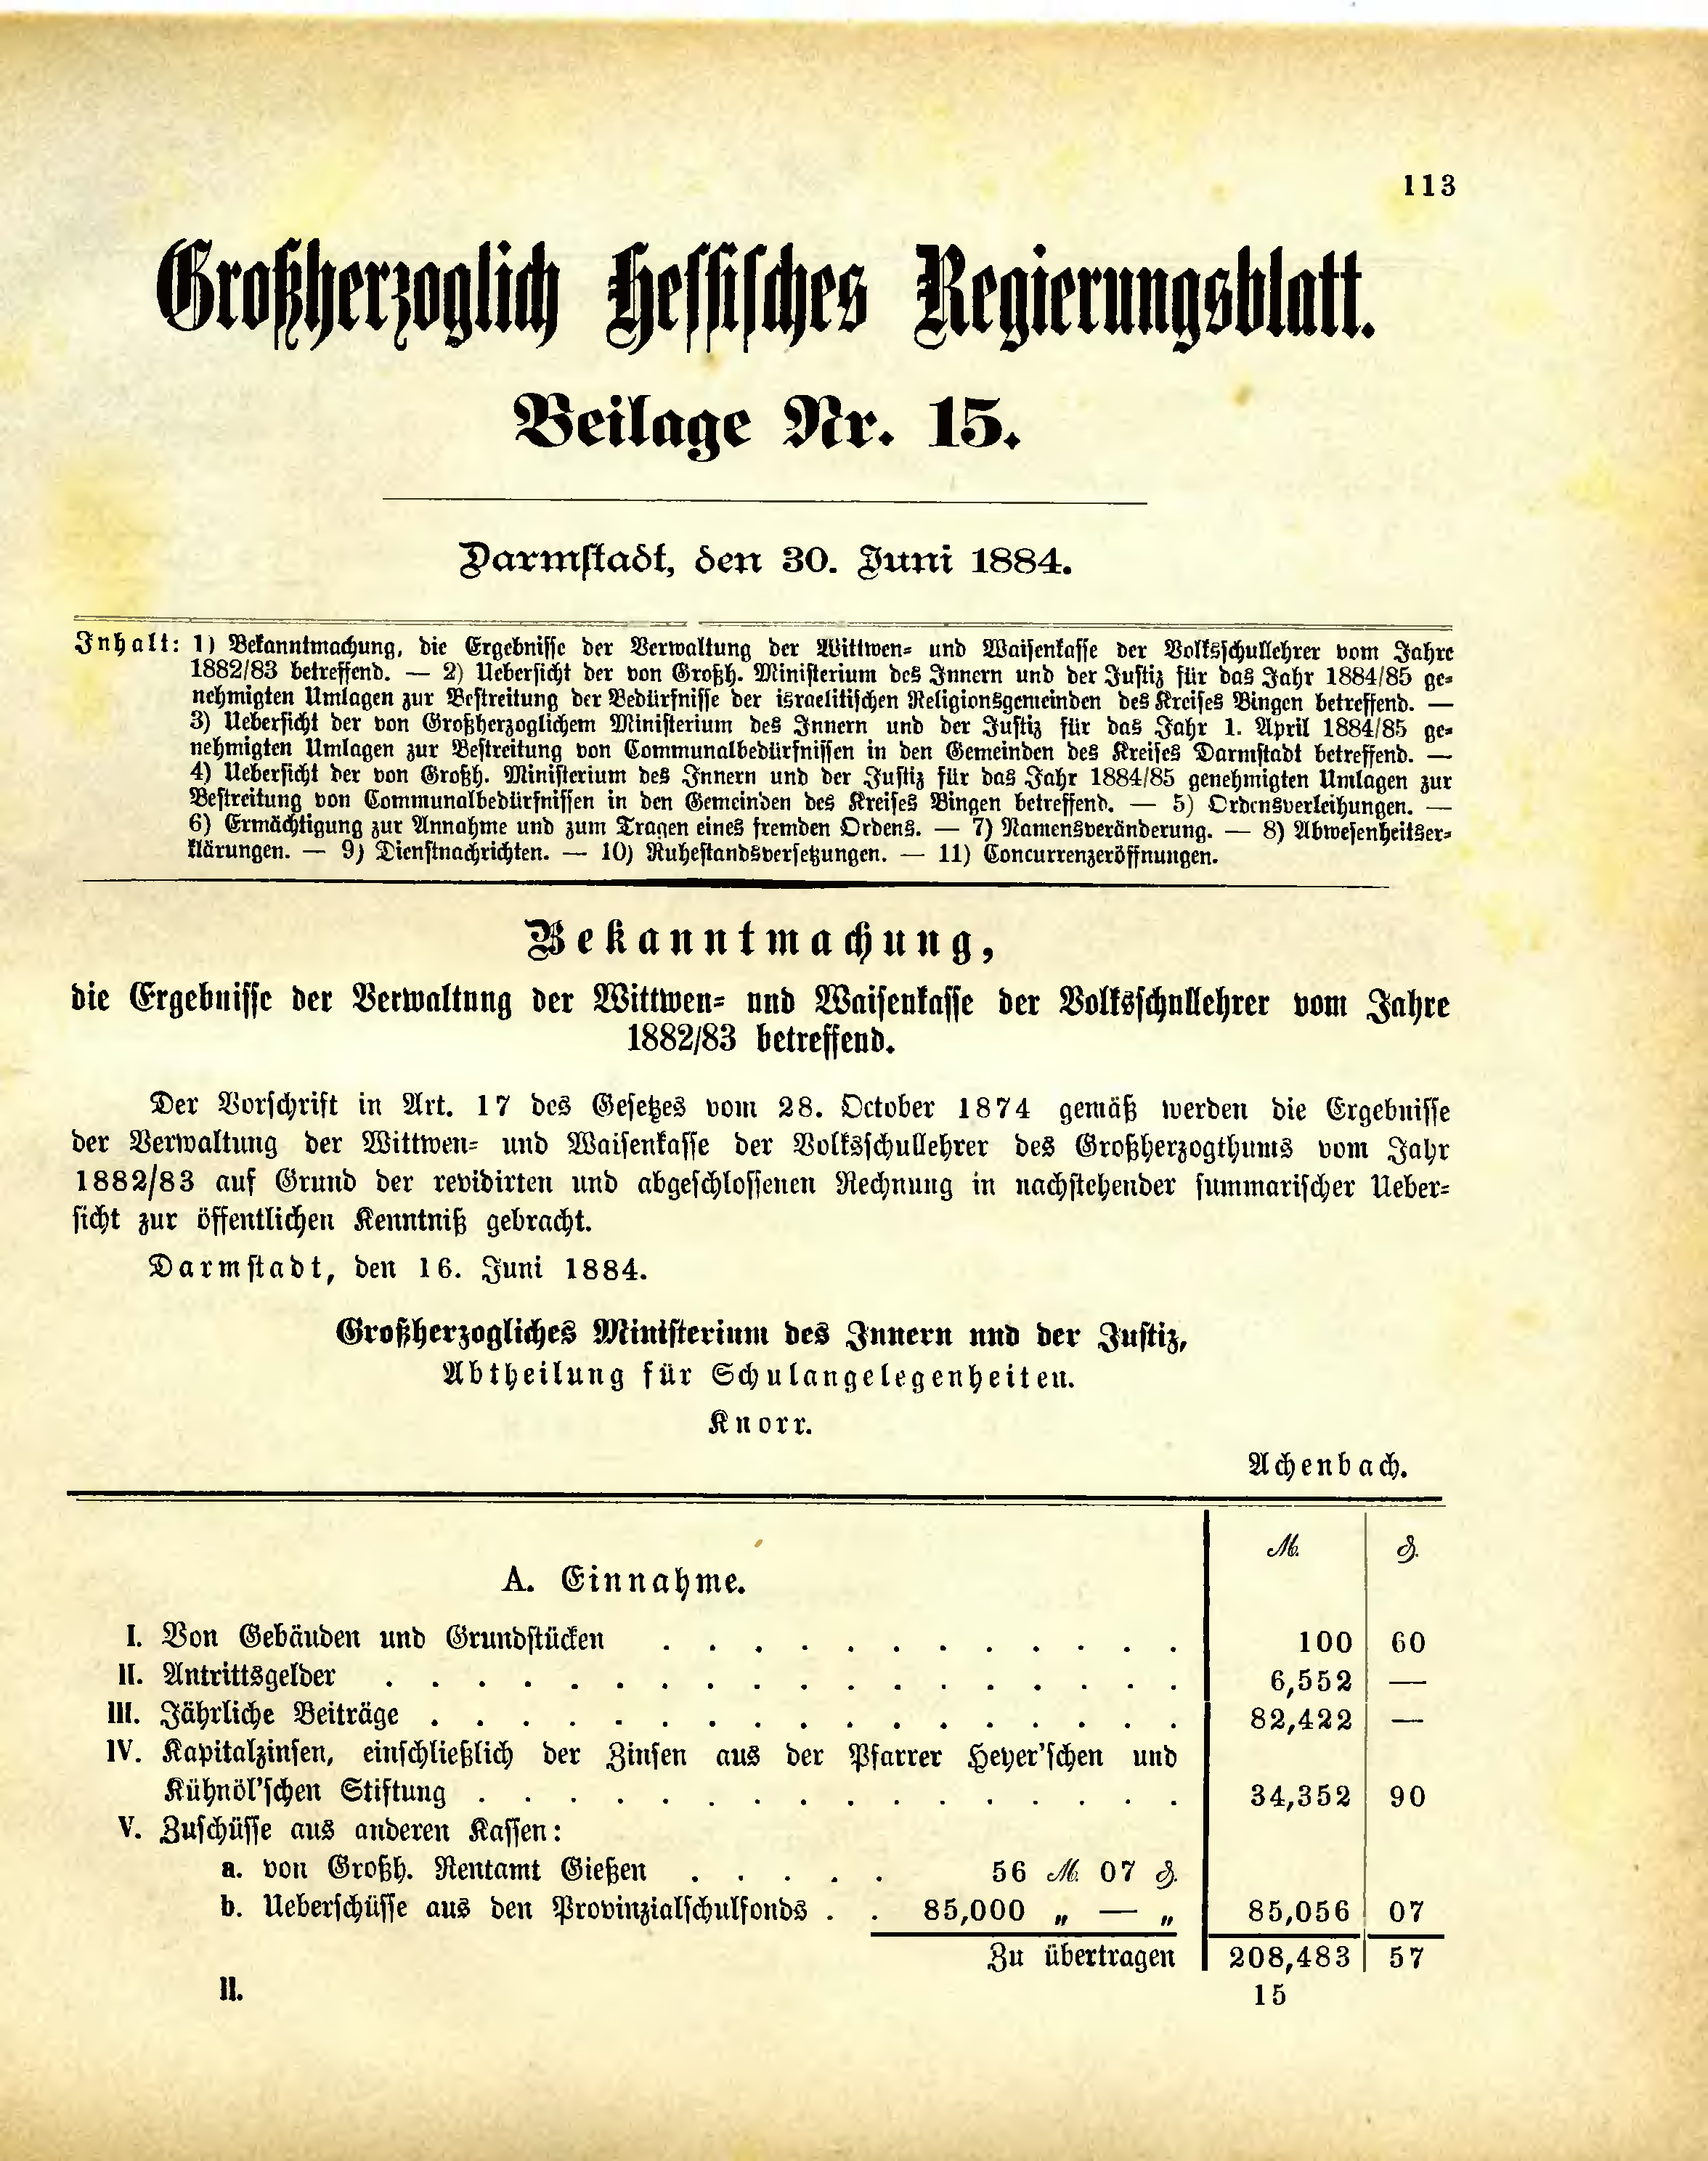 113
Großherzoglich Hessisches Regierungsblatt.
Beilage Nr. 15.
Darmstadt, den 30. Juni 1884.
Inhalt: 1) Bekanntmachung, die Ergebnisse der Verwaltung der Wittwen- und Waisenkasse der Volksschullehrer vom Jahre
1882/83 betreffend. — 2) Uebersicht der von Großh. Ministerium des Innern und der Justiz für das Jahr 1884/85 ge-
nehmigten Umlagen zur Bestreitung der Bedürfnisse der israelitischen Religionsgemeinden des Kreises Bingen betreffend. —
3) Uebersicht der von Großherzoglichem Ministerium des Innern und der Justiz für das Jahr 1. April 1884/85 ge-
nehmigten Umlagen zur Bestreitung von Communalbedürfnissen in den Gemeinden des Kreises Darmstadt betreffend. —
4) Uebersicht der von Großh. Ministerium des Innern und der Justiz für das Jahr 1884/85 genehmigten Umlagen zur
Bestreitung von Communalbedürfnissen in den Gemeinden des Kreises Bingen betreffend. — 5) Ordensverleihungen. —
6) Ermächtigung zur Annahme und zum Tragen eines fremden Ordens. — 7) Namensveränderung. — 8) Abwesenheitser-
klärungen. — 9) Dienstnachrichten. — 10) Ruhestandsversetzungen. — 11) Concurrenzeröffnungen.
Bekanntmachung,
die Ergebnisse der Verwaltung der Wittwen- und Waisenkasse der Volksschullehrer vom Jahre
1882/83 betreffend.
Der Vorschrift in Art. 17 des Gesetzes vom 28. October 1874 gemäß werden die Ergebnisse
der Verwaltung der Wittwen- und Waisenkasse der Volksschullehrer des Großherzogthums vom Jahr
1882/83 auf Grund der revidirten und abgeschlossenen Rechnung in nachstehender summarischer Ueber-
sicht zur öffentlichen Kenntniß gebracht.
Darmstadt, den 16. Juni 1884.
Großherzogliches Ministerium des Innern und der Justiz,
Abtheilung für Schulangelegenheiten.
Knorr.
Achenbach.
ℳ. ₰.
A. Einnahme.
I. Von Gebäuden und Grundstücken . . . . . . . . . . . . 100 60
II. Antrittsgelder . . . . . . . . . . . . . . . . . . 6,552 —
III. Jährliche Beiträge . . . . . . . . . . . . . . . . . 82,422 —
IV. Kapitalzinsen, einschließlich der Zinsen aus der Pfarrer Heyer'schen und
Kühnöl'schen Stiftung . . . . . . . . . . . . . . . . 34,352 90
V. Zuschüsse aus anderen Kassen:
a. von Großh. Rentamt Gießen . . . . . 56 ℳ. 07 ₰.
b. Ueberschüsse aus den Provinzialschulfonds . . 85,000 „ — „ 85,056 07
Zu übertragen 208,483 57
II. 15